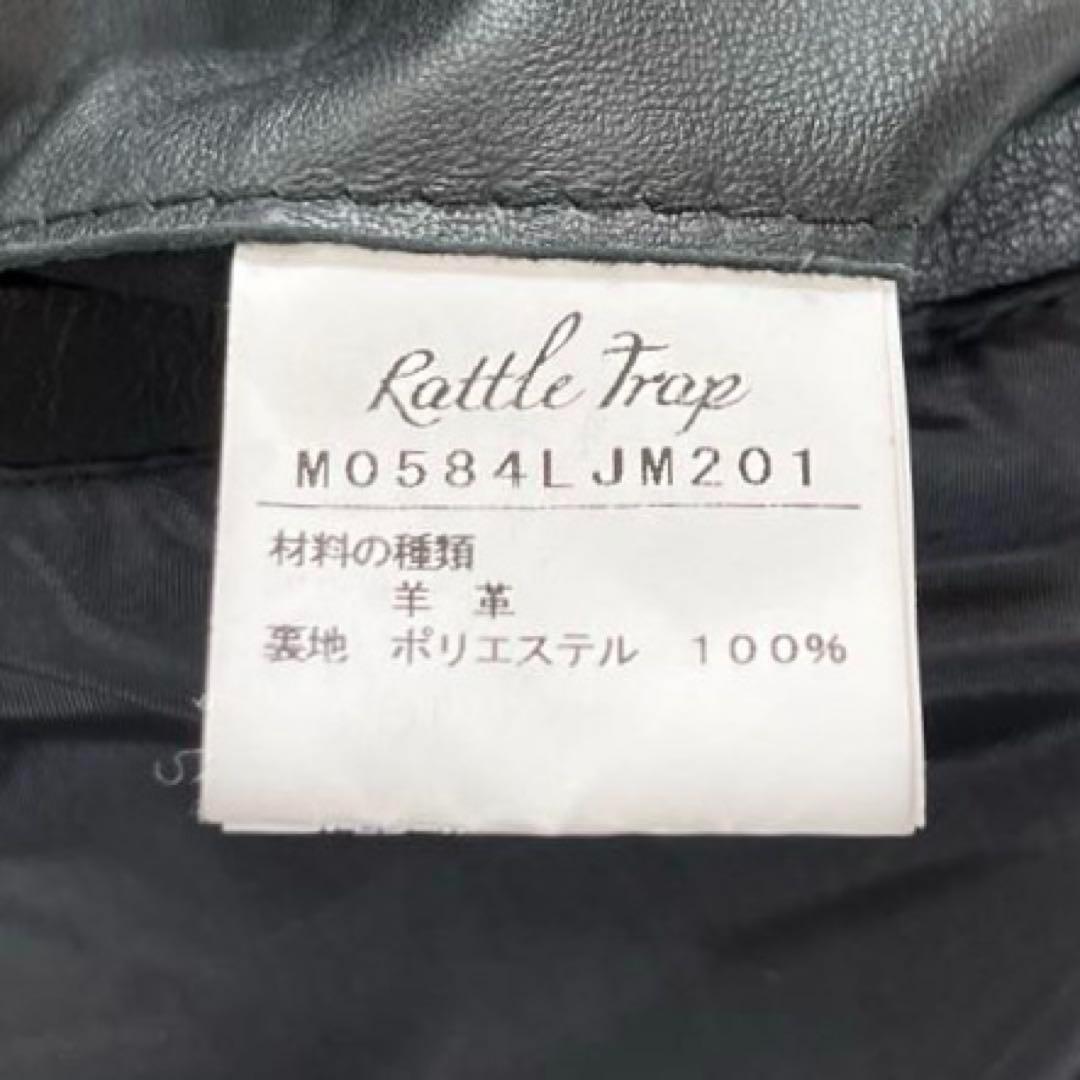 Rattle Trap
M0584LJM201
材料の種類
羊 革
裏地 ポリエステル 100%